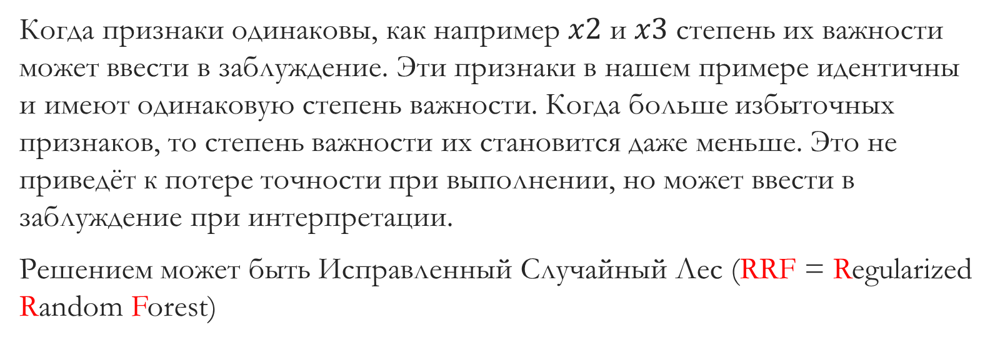 Когда признаки одинаковы, как например x2 и x3 степень их важности
может ввести в заблуждение. Эти признаки в нашем примере идентичны
и имеют одинаковую степень важности. Когда больше избыточных
признаков, то степень важности их становится даже меньше. Это не
приведёт к потере точности при выполнении, но может ввести в
заблуждение при интерпретации.
Решением может быть Исправленный Случайный Лес (RRF = Regularized
Random Forest)